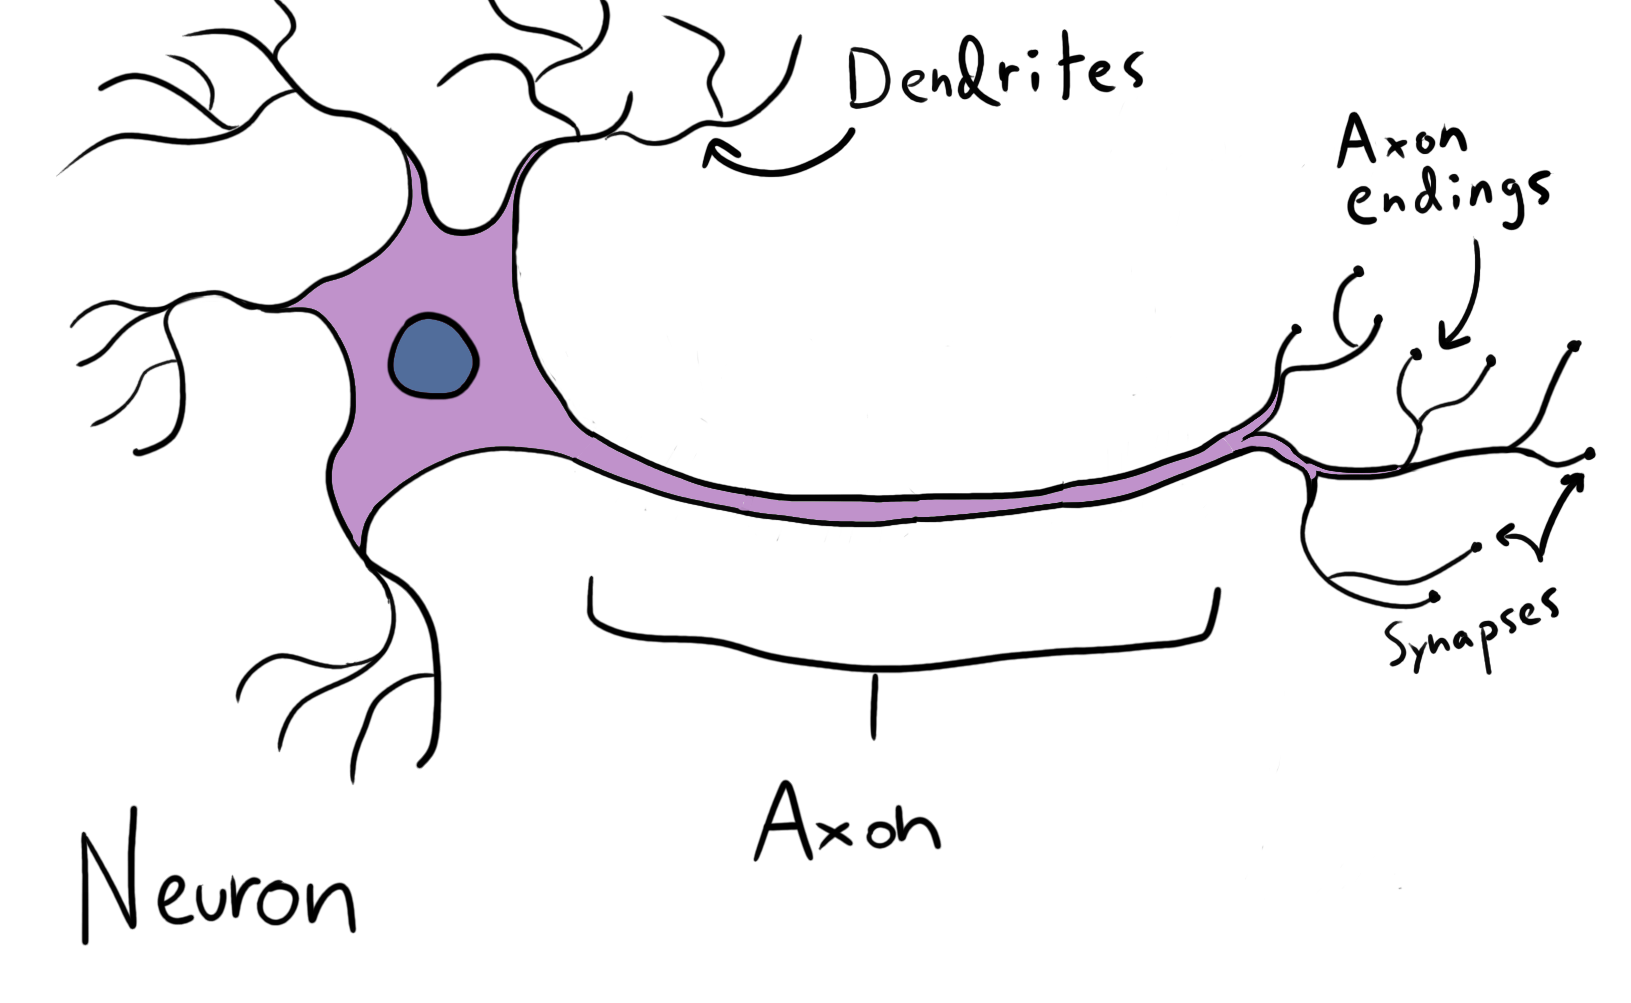 Dendrites
Axon
endings
Synapses
Axon
Neuron